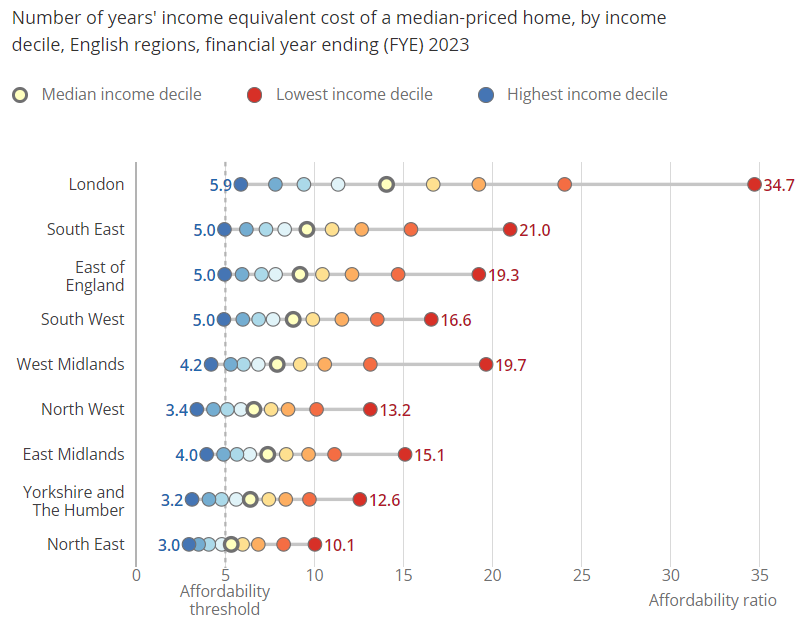 Number of years' income equivalent cost of a median-priced home, by income
decile, English regions, financial year ending (FYE) 2023
Median income decile Lowest income decile Highest income decile
London 5.9 34.7
South East 5.0 21.0
East of
England 5.0 19.3
South West 5.0 16.6
West Midlands 4.2 19.7
North West 3.4 13.2
East Midlands 4.0 15.1
Yorkshire and
The Humber 3.2 12.6
North East 3.0 10.1
0 5 10 15 20 25 30 35
Affordability
threshold
Affordability ratio